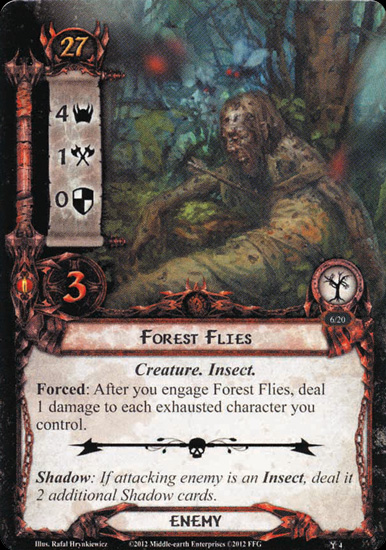 27
4
1
0
3
6/20
Forest Flies
Creature. Insect.
Forced: After you engage Forest Flies, deal
1 damage to each exhausted character you
control.
Shadow: If attacking enemy is an Insect, deal it
2 additional Shadow cards.
ENEMY
Illus. Rafal Hrynkiewicz ©2012 Middle-earth Enterprises ©2012 FFG Y-4